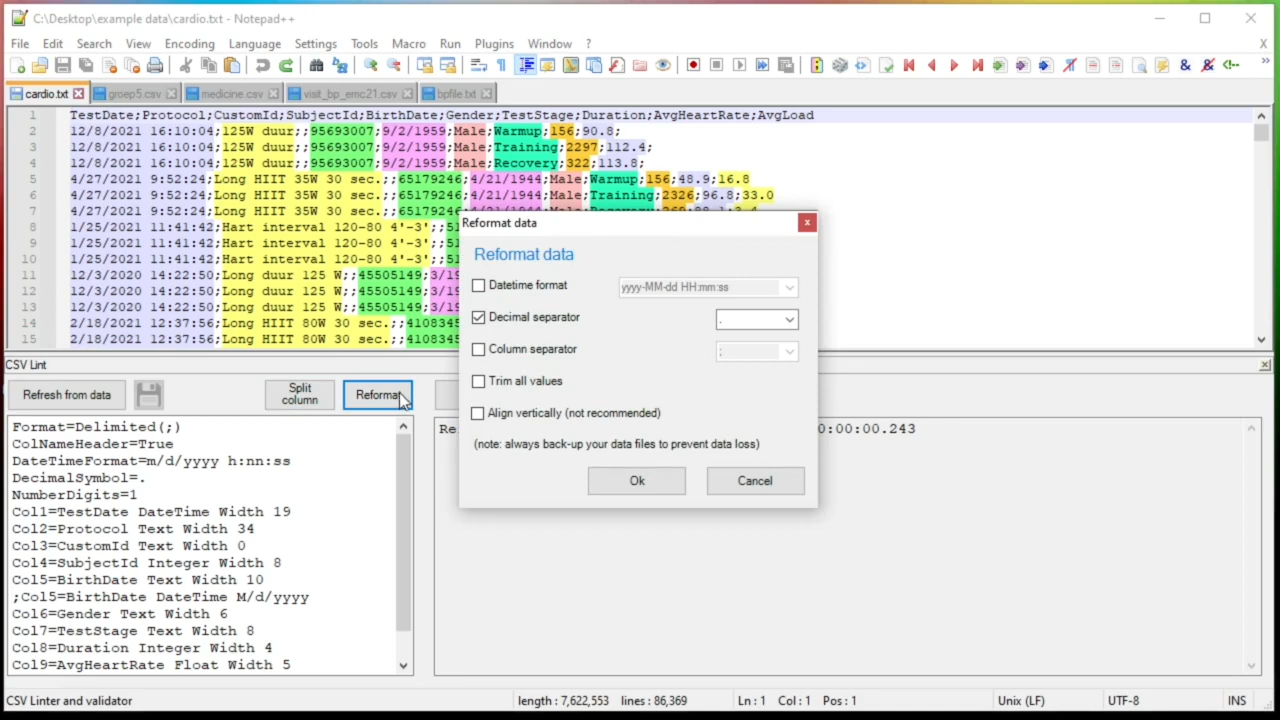 C:\Desktop\example data\cardio.txt - Notepad++
File Edit Search View Encoding Language Settings Tools Macro Run Plugins Window ? X
cardio.txt groep5.csv medicine.csv visit_bp_emc21.csv bpfile.txt
1 TestDate;Protocol;CustomId;SubjectId;BirthDate;Gender;TestStage;Duration;AvgHeartRate;AvgLoad
2 12/8/2021 16:10:04;125W duur;;95693007;9/2/1959;Male;Warmup;156;90.8;
3 12/8/2021 16:10:04;125W duur;;95693007;9/2/1959;Male;Training;2297;112.4;
4 12/8/2021 16:10:04;125W duur;;95693007;9/2/1959;Male;Recovery;322;113.8;
5 4/27/2021 9:52:24;Long HIIT 35W 30 sec.;;65179246;4/21/1944;Male;Warmup;156;48.9;16.8
6 4/27/2021 9:52:24;Long HIIT 35W 30 sec.;;65179246;4/21/1944;Male;Training;2326;96.8;33.0
7 4/27/2021 9:52:24;Long HIIT 35W 30 sec.;;65179246
8 1/25/2021 11:41:42;Hart interval 120-80 4'-3';;51
9 1/25/2021 11:41:42;Hart interval 120-80 4'-3';;51
10 1/25/2021 11:41:42;Hart interval 120-80 4'-3';;51
11 12/3/2020 14:22:50;Long duur 125 W;;45505149;3/19
12 12/3/2020 14:22:50;Long duur 125 W;;45505149;3/19
13 12/3/2020 14:22:50;Long duur 125 W;;45505149;3/19
14 2/18/2021 12:37:56;Long HIIT 80W 30 sec.;;4108345
15 2/18/2021 12:37:56;Long HIIT 80W 30 sec.;;4108345
Reformat data
Reformat data
Datetime format yyyy-MM-dd HH:mm:ss
Decimal separator .
Column separator ;
Trim all values
Align vertically (not recommended)
(note: always back-up your data files to prevent data loss)
Ok Cancel
CSV Lint
Refresh from data Split column Reformat
Format=Delimited(;)
ColNameHeader=True
DateTimeFormat=m/d/yyyy h:nn:ss
DecimalSymbol=.
NumberDigits=1
Col1=TestDate DateTime Width 19
Col2=Protocol Text Width 34
Col3=CustomId Text Width 0
Col4=SubjectId Integer Width 8
Col5=BirthDate Text Width 10
;Col5=BirthDate DateTime M/d/yyyy
Col6=Gender Text Width 6
Col7=TestStage Text Width 8
Col8=Duration Integer Width 4
Col9=AvgHeartRate Float Width 5
Re 0:00:00.243
CSV Linter and validator length : 7,622,553 lines : 86,369 Ln : 1 Col : 1 Pos : 1 Unix (LF) UTF-8 INS